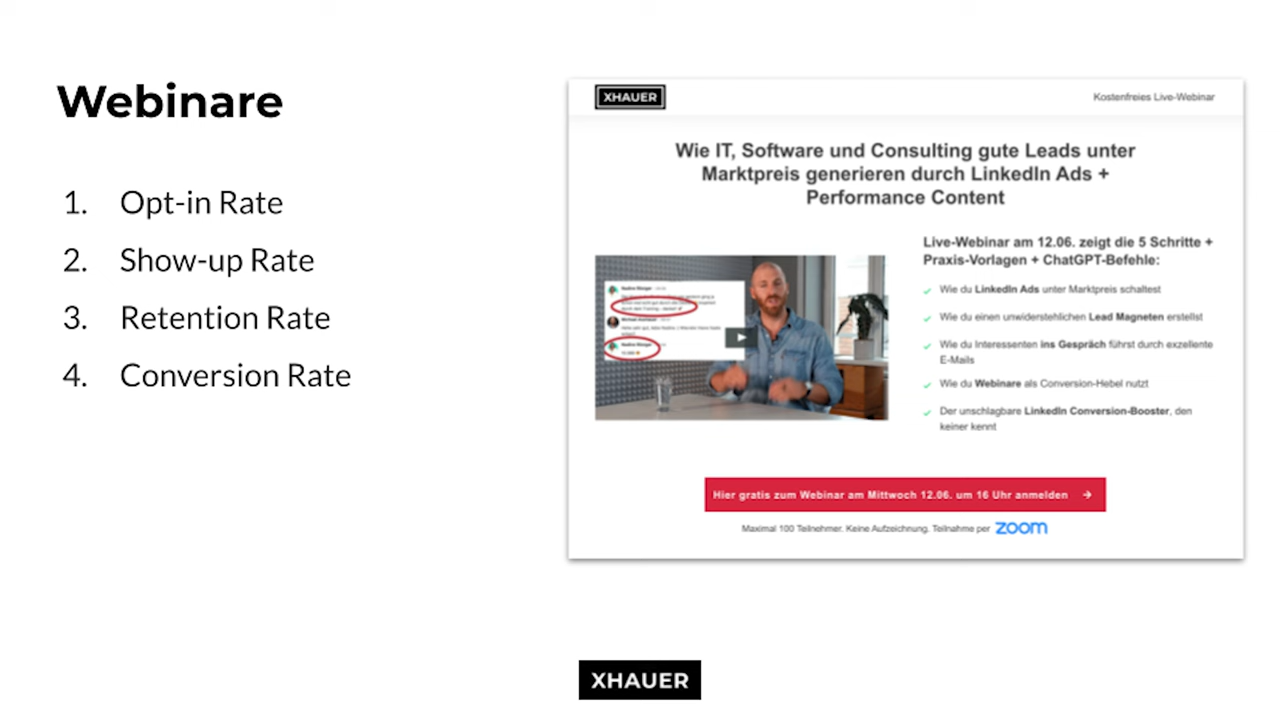 Webinare
1. Opt-in Rate
2. Show-up Rate
3. Retention Rate
4. Conversion Rate
XHAUER
Kostenfreies Live-Webinar
Wie IT, Software und Consulting gute Leads unter
Marktpreis generieren durch LinkedIn Ads +
Performance Content
Live-Webinar am 12.06. zeigt die 5 Schritte +
Praxis-Vorlagen + ChatGPT-Befehle:
Wie du LinkedIn Ads unter Marktpreis schaltest
Wie du einen unwiderstehlichen Lead Magneten erstellst
Wie du Interessenten ins Gespräch führst durch exzellente
E-Mails
Wie du Webinare als Conversion-Hebel nutzt
Der unschlagbare LinkedIn Conversion-Booster, den
keiner kennt
Hier gratis zum Webinar am Mittwoch 12.06. um 16 Uhr anmelden →
Maximal 100 Teilnehmer. Keine Aufzeichnung. Teilnahme per zoom
XHAUER